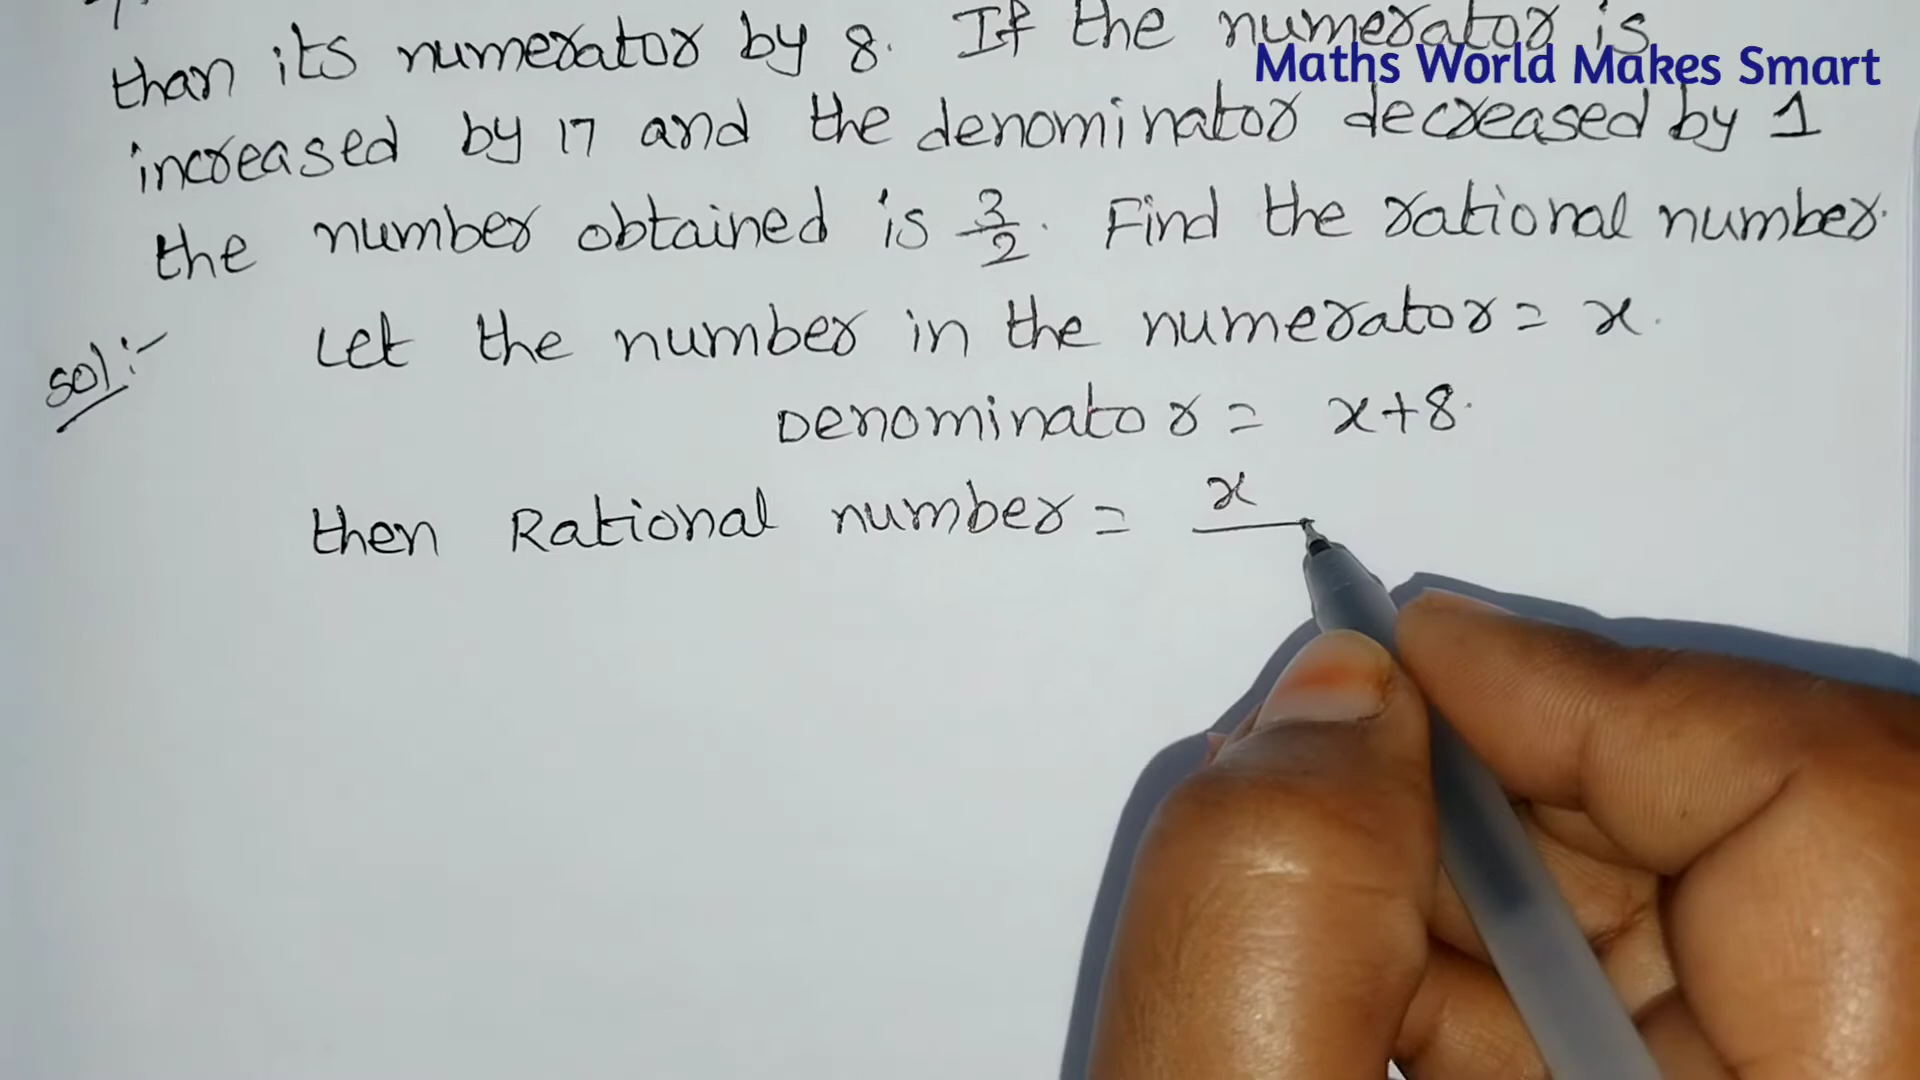 than its numerator by 8. If the numerator is
Maths World Makes Smart
increased by 17 and the denominator decreased by 1
the number obtained is 3/2. Find the rational number.
Sol:- Let the number in the numerator = x.
Denominator = x+8.
then Rational number = x